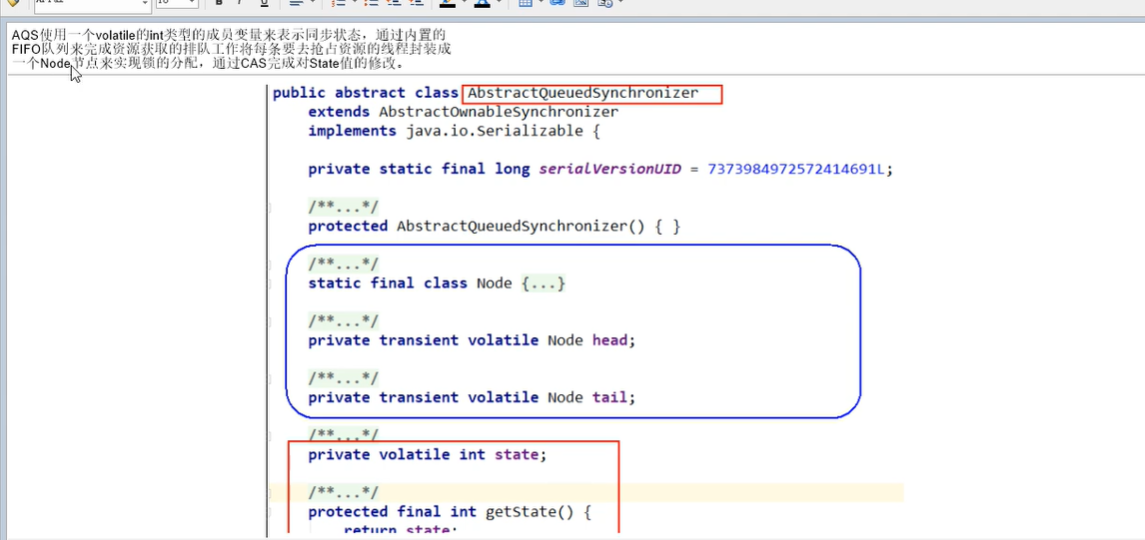 AQS使用一个volatile的int类型的成员变量来表示同步状态，通过内置的
FIFO队列来完成资源获取的排队工作将每条要去抢占资源的线程封装成
一个Node节点来实现锁的分配，通过CAS完成对State值的修改。
public abstract class AbstractQueuedSynchronizer
extends AbstractOwnableSynchronizer
implements java.io.Serializable {
private static final long serialVersionUID = 7373984972572414691L;
/**...*/
protected AbstractQueuedSynchronizer() { }
/**...*/
static final class Node {...}
/**...*/
private transient volatile Node head;
/**...*/
private transient volatile Node tail;
/**...*/
private volatile int state;
/**...*/
protected final int getState() {
return state;